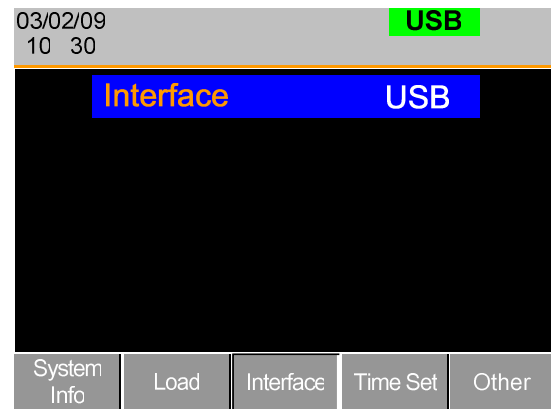 03/02/09
10 30
USB
Interface USB
System Info
Load
Interface
Time Set
Other